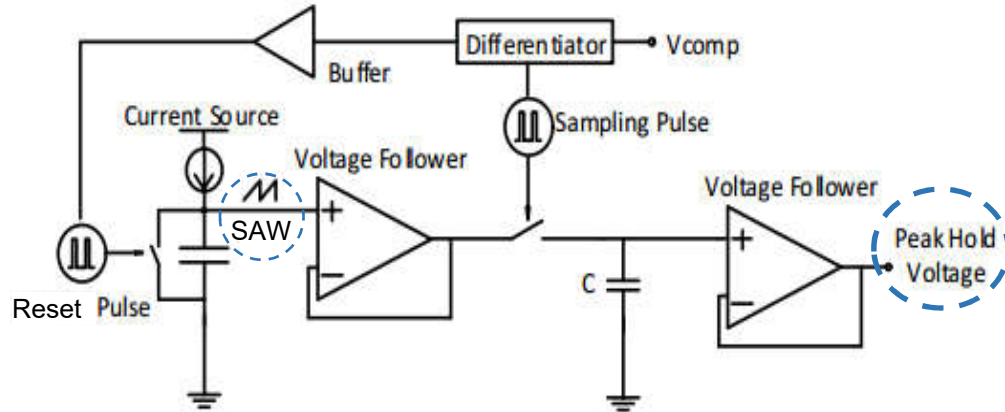 Differentiator
Vcomp
Buffer
Current Source
Sampling Pulse
Voltage Follower
Voltage Follower
SAW
+
+
Peak Hold
Voltage
C
−
−
Reset Pulse